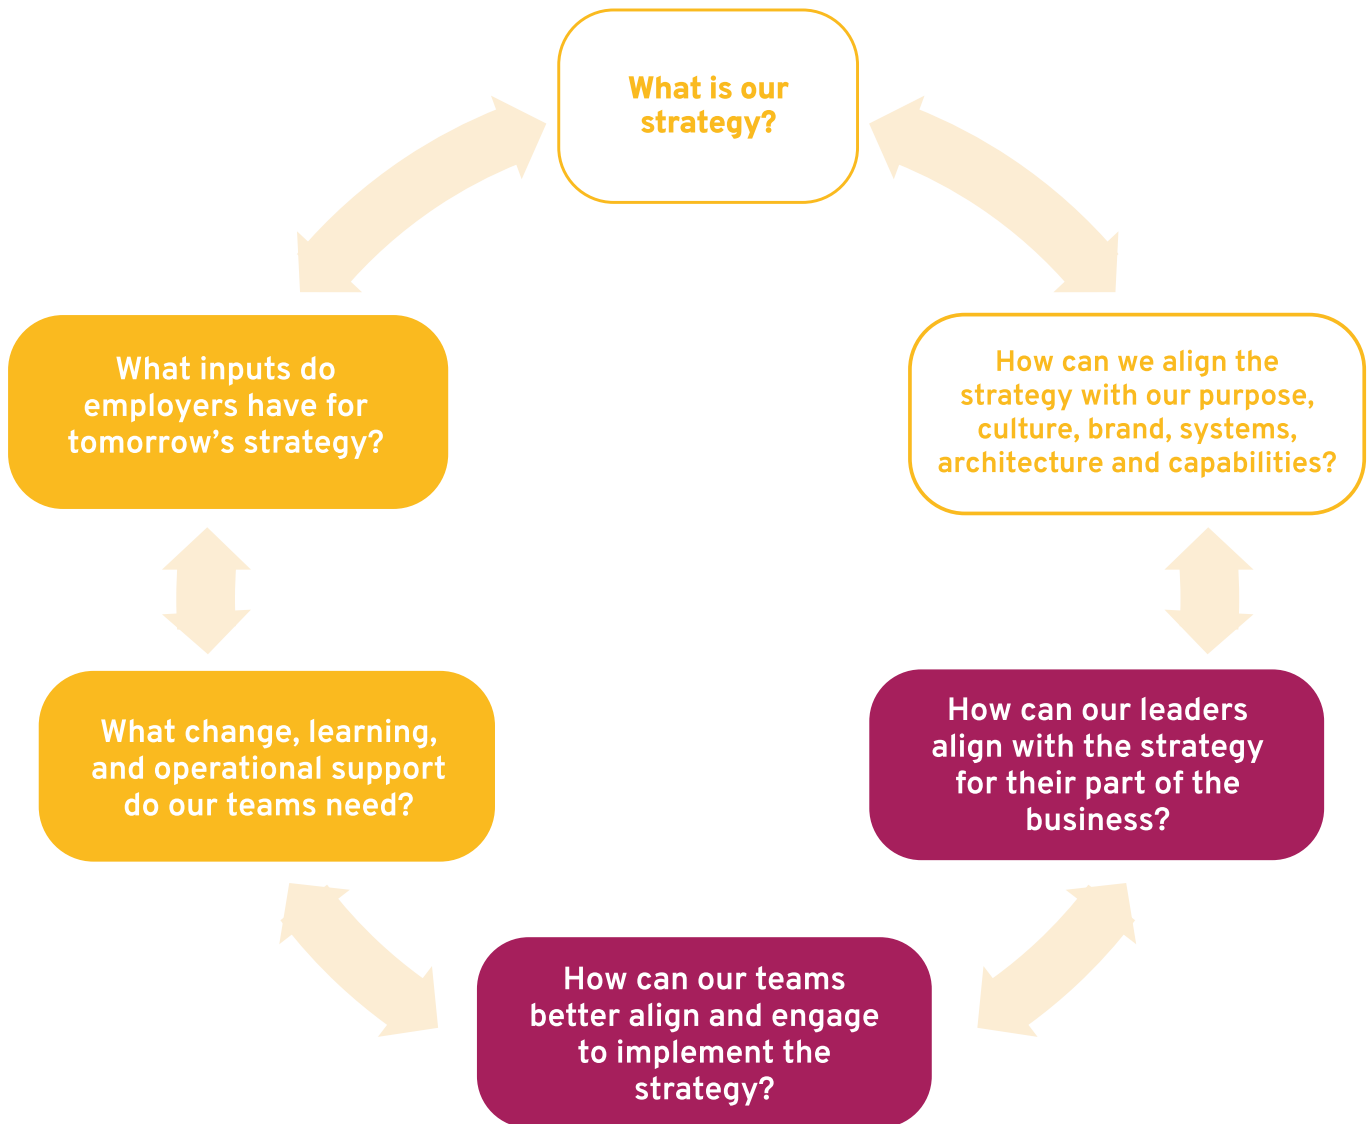 What is our
strategy?
How can we align the
strategy with our purpose,
culture, brand, systems,
architecture and capabilities?
How can our leaders
align with the strategy
for their part of the
business?
How can our teams
better align and engage
to implement the
strategy?
What change, learning,
and operational support
do our teams need?
What inputs do
employers have for
tomorrow’s strategy?